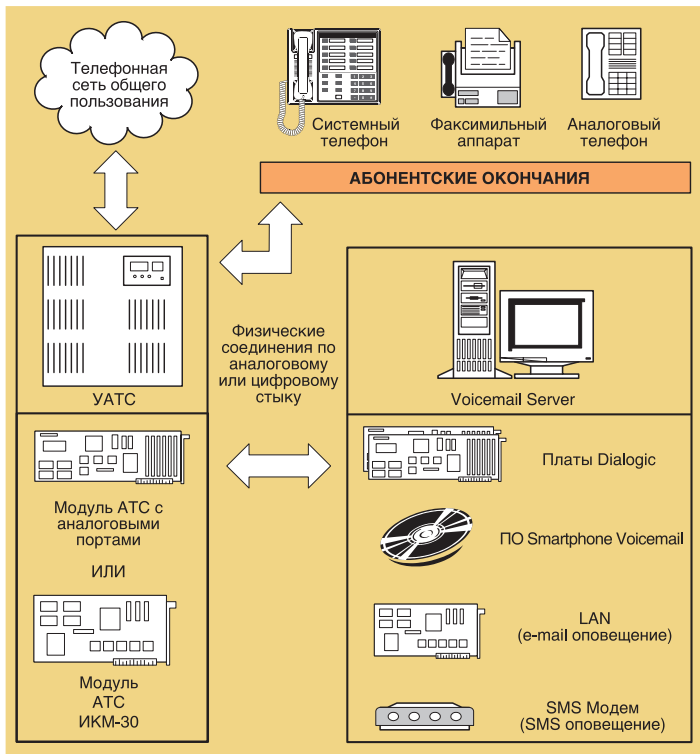 Телефонная
сеть общего
пользования
Системный
телефон
Факсимильный
аппарат
Аналоговый
телефон
АБОНЕНТСКИЕ ОКОНЧАНИЯ
УАТС
Физические
соединения по
аналоговому
или цифровому
стыку
Voicemail Server
Модуль АТС с
аналоговыми
портами
ИЛИ
Модуль
АТС
ИКМ-30
Платы Dialogic
ПО Smartphone Voicemail
LAN
(e-mail оповещение)
SMS Модем
(SMS оповещение)